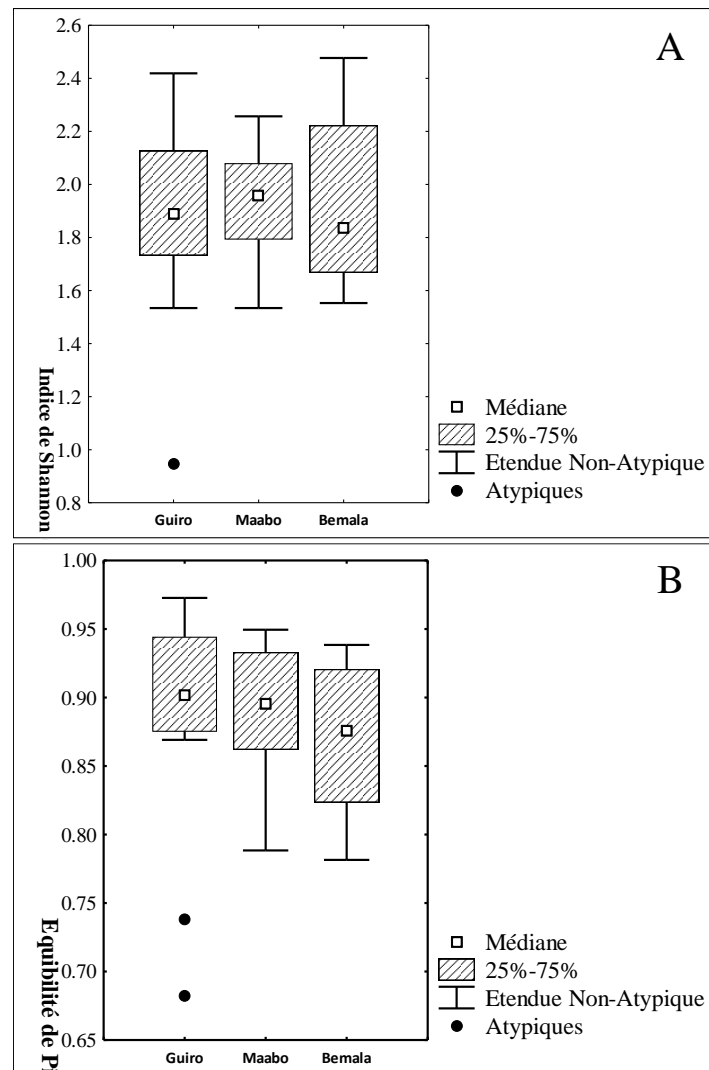 A
2.6
2.4
2.2
2.0
1.8
1.6
1.4
1.2
1.0
0.8
Indice de Shannon
Guiro Maabo Bemala
Médiane
25%-75%
Etendue Non-Atypique
Atypiques
B
1.00
0.95
0.90
0.85
0.80
0.75
0.70
0.65
Equibilité de
Guiro Maabo Bemala
Médiane
25%-75%
Etendue Non-Atypique
Atypiques